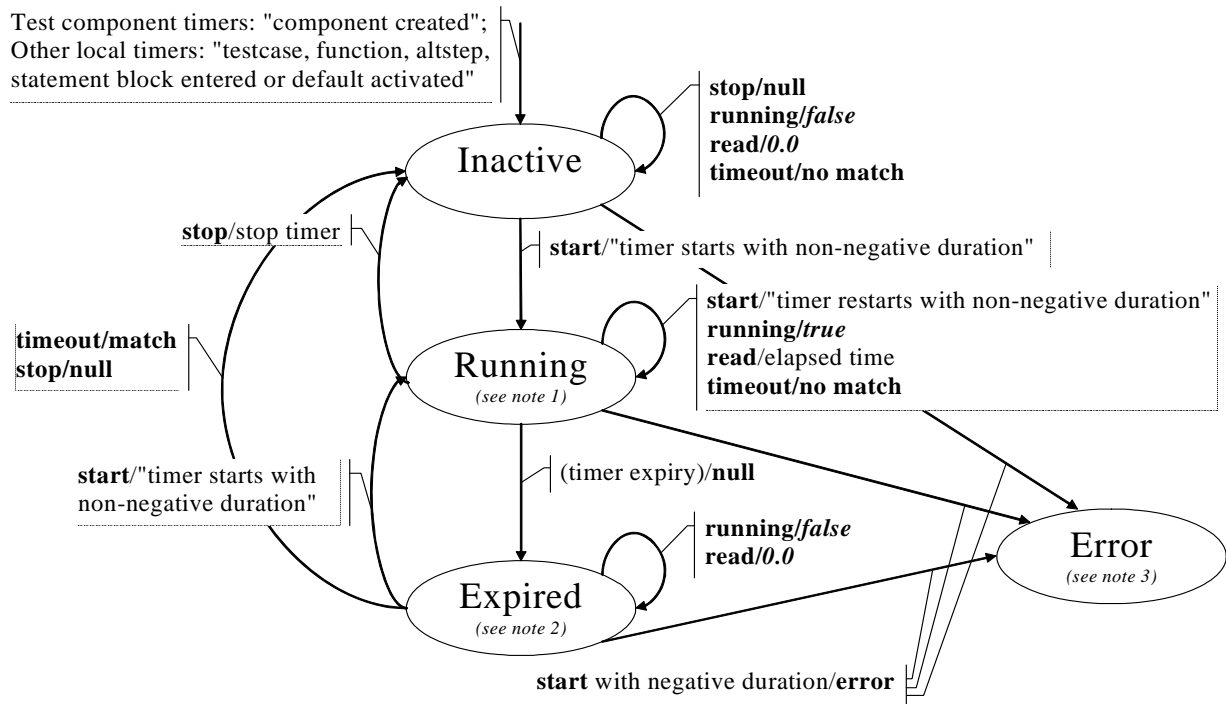 Test component timers: "component created";
Other local timers: "testcase, function, altstep,
statement block entered or default activated"
stop/null
running/false
read/0.0
timeout/no match
Inactive
stop/stop timer
start/"timer starts with non-negative duration"
start/"timer restarts with non-negative duration"
running/true
read/elapsed time
timeout/no match
timeout/match
stop/null
Running
(see note 1)
start/"timer starts with
non-negative duration"
(timer expiry)/null
running/false
read/0.0
Error
(see note 3)
Expired
(see note 2)
start with negative duration/error